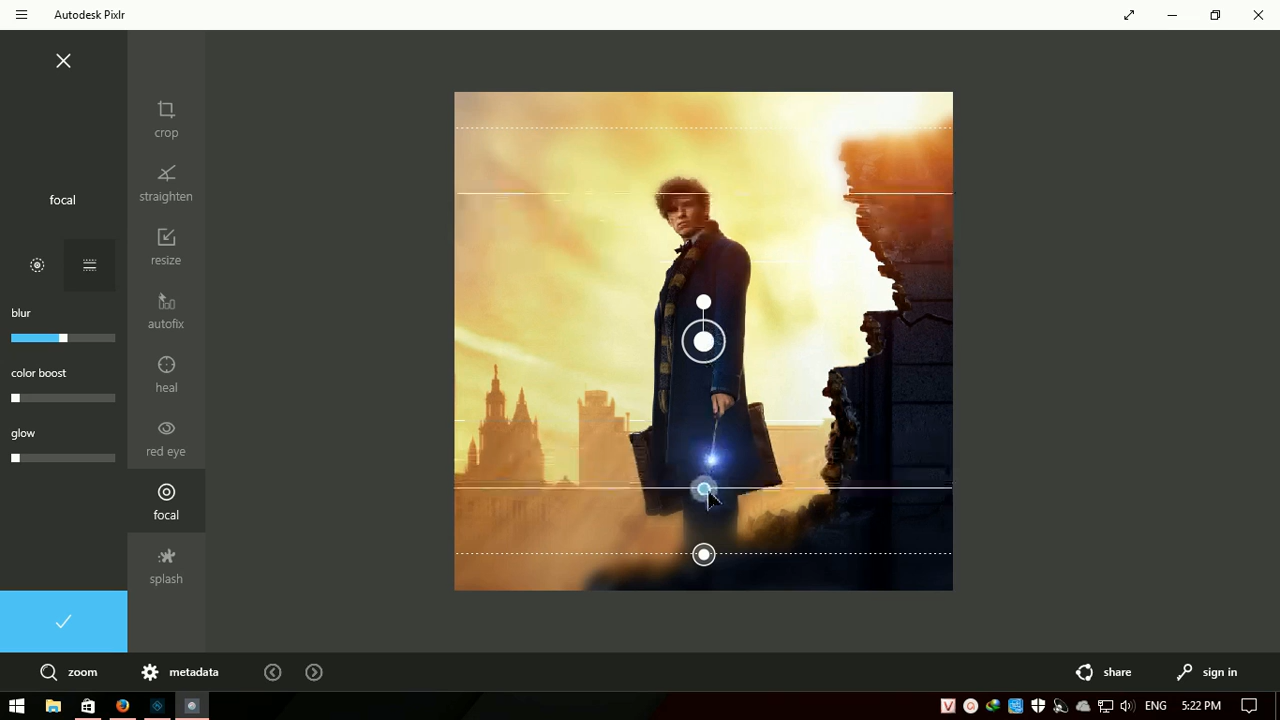 Autodesk Pixlr
focal
blur
color boost
glow
crop
straighten
resize
autofix
heal
red eye
focal
splash
zoom
metadata
share
sign in
ENG
5:22 PM